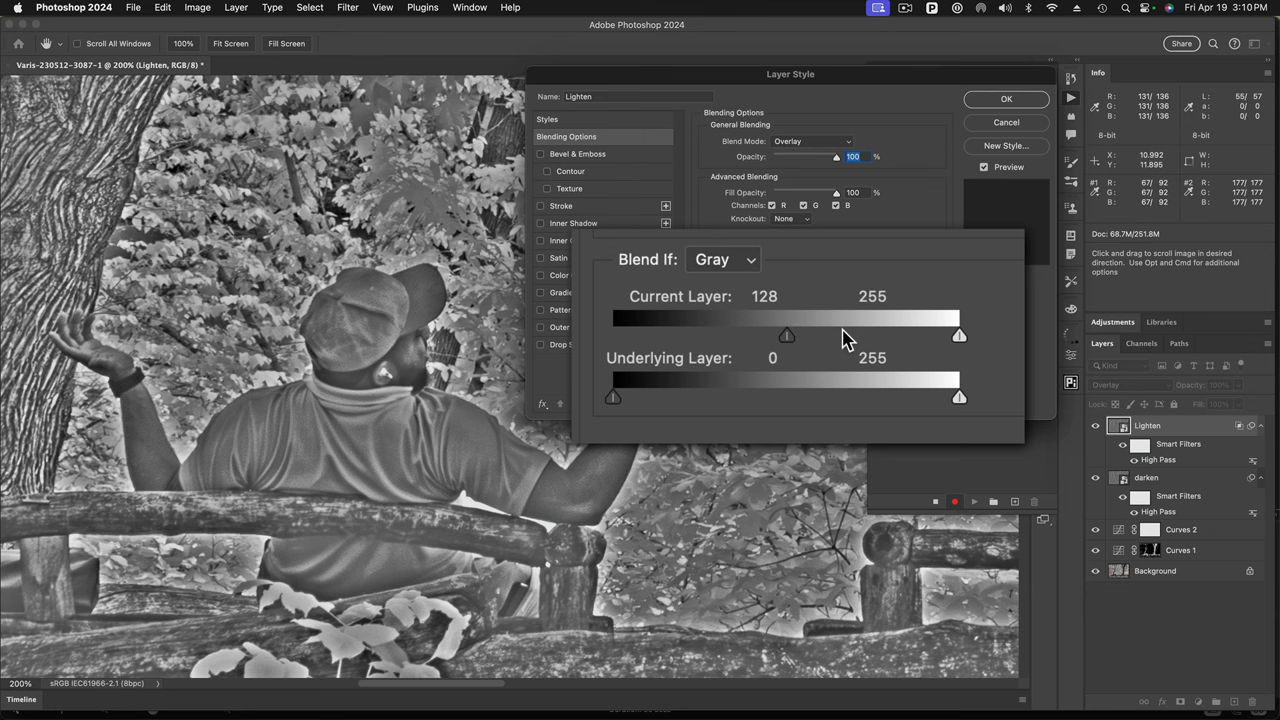 Photoshop 2024 File Edit Image Layer Type Select Filter View Plugins Window Help Fri Apr 19 3:10 PM
Adobe Photoshop 2024
Scroll All Windows 100% Fit Screen Fill Screen Share
Varis-230512-3087-1 @ 200% (Lighten, RGB/8) *
Layer Style
Name: Lighten
Styles
Blending Options
Bevel & Emboss
Contour
Texture
Stroke
Inner Shadow
Inner
Satin
Color
Gradie
Patter
Outer
Drop S
fx
Blending Options
General Blending
Blend Mode: Overlay
Opacity: 100 %
Advanced Blending
Fill Opacity: 100 %
Channels: R G B
Knockout: None
OK
Cancel
New Style...
Preview
Blend If: Gray
Current Layer: 128 255
Underlying Layer: 0 255
Info
R: 131/ 136 L: 55/ 57
G: 131/ 136 a: 0/ 0
B: 131/ 136 b: 0/ 0
8-bit 8-bit
X: 10.992 W:
Y: 11.895 H:
#1 R: 67/ 92 #2 R: 177/ 177
G: 67/ 92 G: 177/ 177
B: 67/ 92 B: 177/ 177
Doc: 68.7M/251.8M
Click and drag to scroll image in desired
direction. Use Opt and Cmd for additional
options
Adjustments Libraries
Layers Channels Paths
Kind
Overlay Opacity: 100%
Lock: Fill: 100%
Lighten
Smart Filters
High Pass
darken
Smart Filters
High Pass
Curves 2
Curves 1
Background
200% sRGB IEC61966-2.1 (8bpc)
Timeline